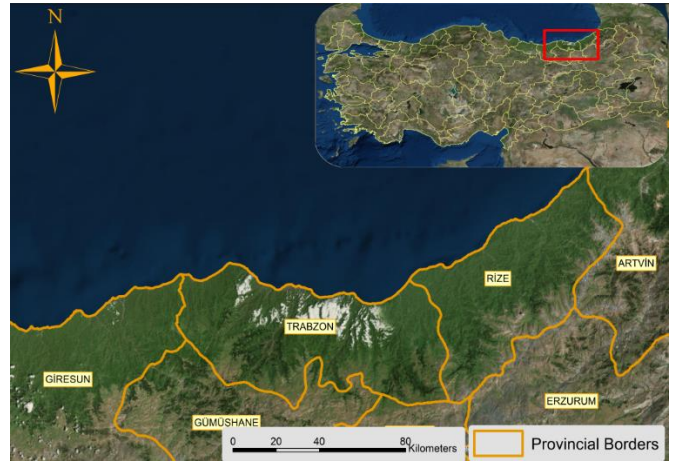 N
ARTVİN
RİZE
TRABZON
GİRESUN
ERZURUM
GÜMÜŞHANE
0 20 40 80
Kilometers
Provincial Borders